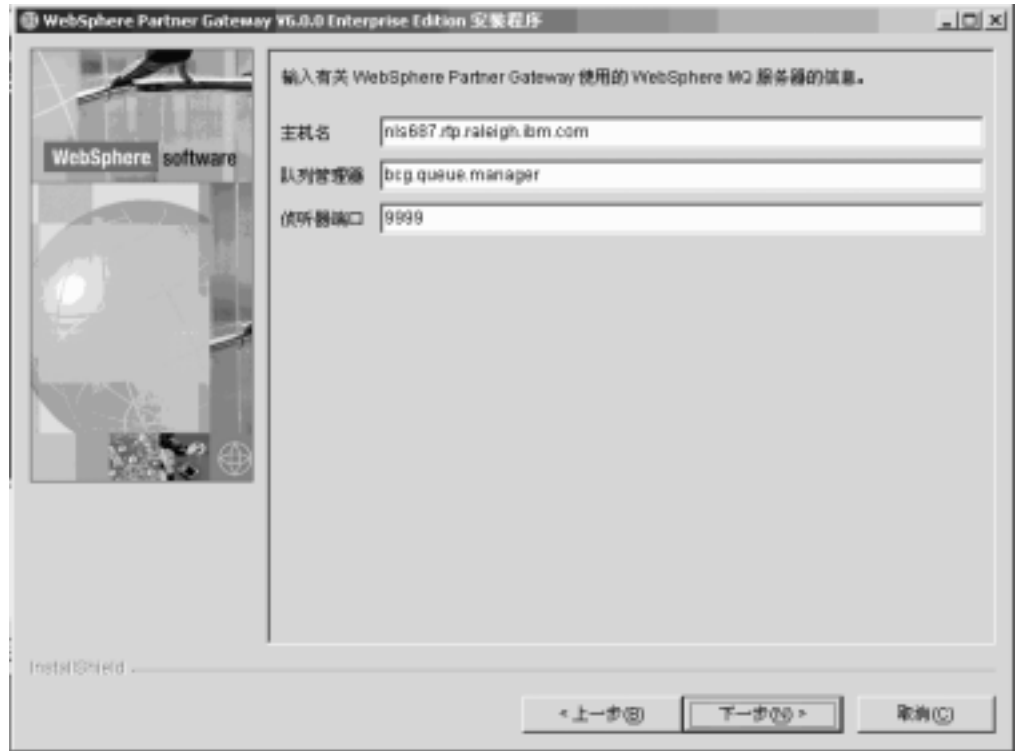 WebSphere Partner Gateway V6.0.0 Enterprise Edition 安装程序
WebSphere software
输入有关 WebSphere Partner Gateway 使用的 WebSphere MQ 服务器的信息。
主机名 nls687.rtp.raleigh.ibm.com
队列管理器 bcg.queue.manager
侦听器端口 9999
InstallShield
< 上一步(B)
下一步(N) >
取消(C)